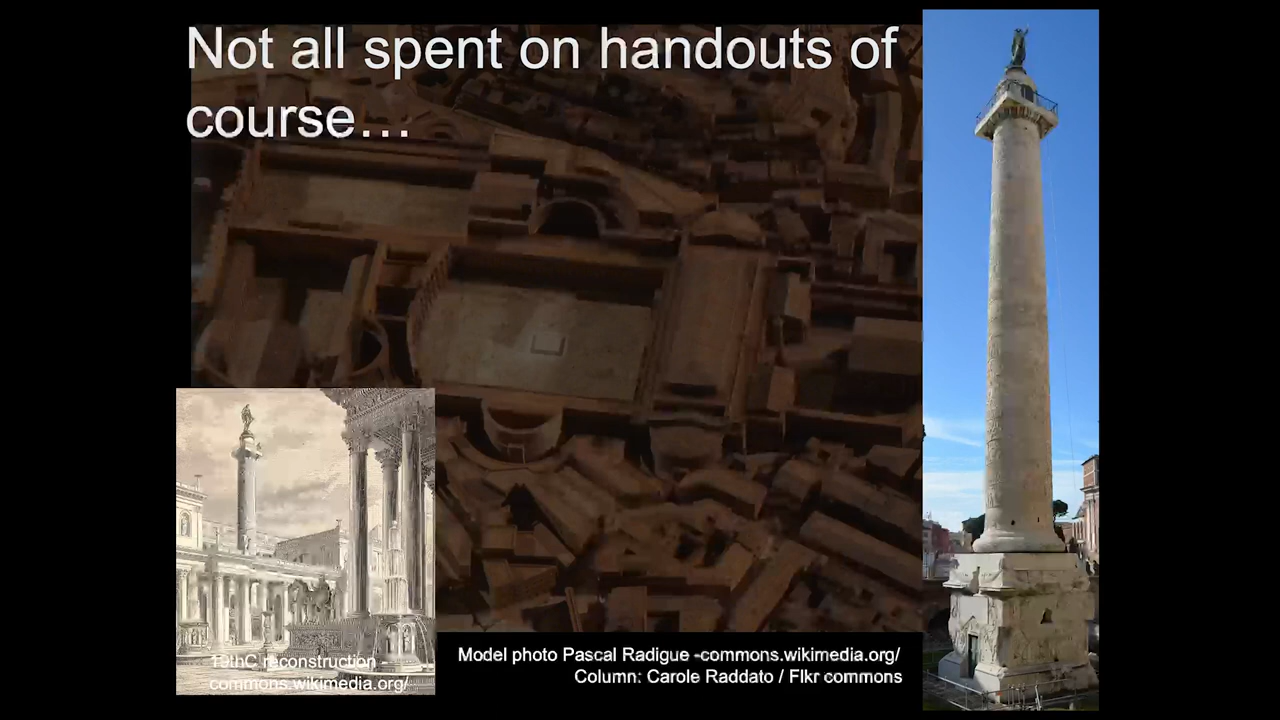 Not all spent on handouts of
course…
19thC reconstruction -
commons.wikimedia.org/
Model photo Pascal Radigue -commons.wikimedia.org/
Column: Carole Raddato / Flkr commons